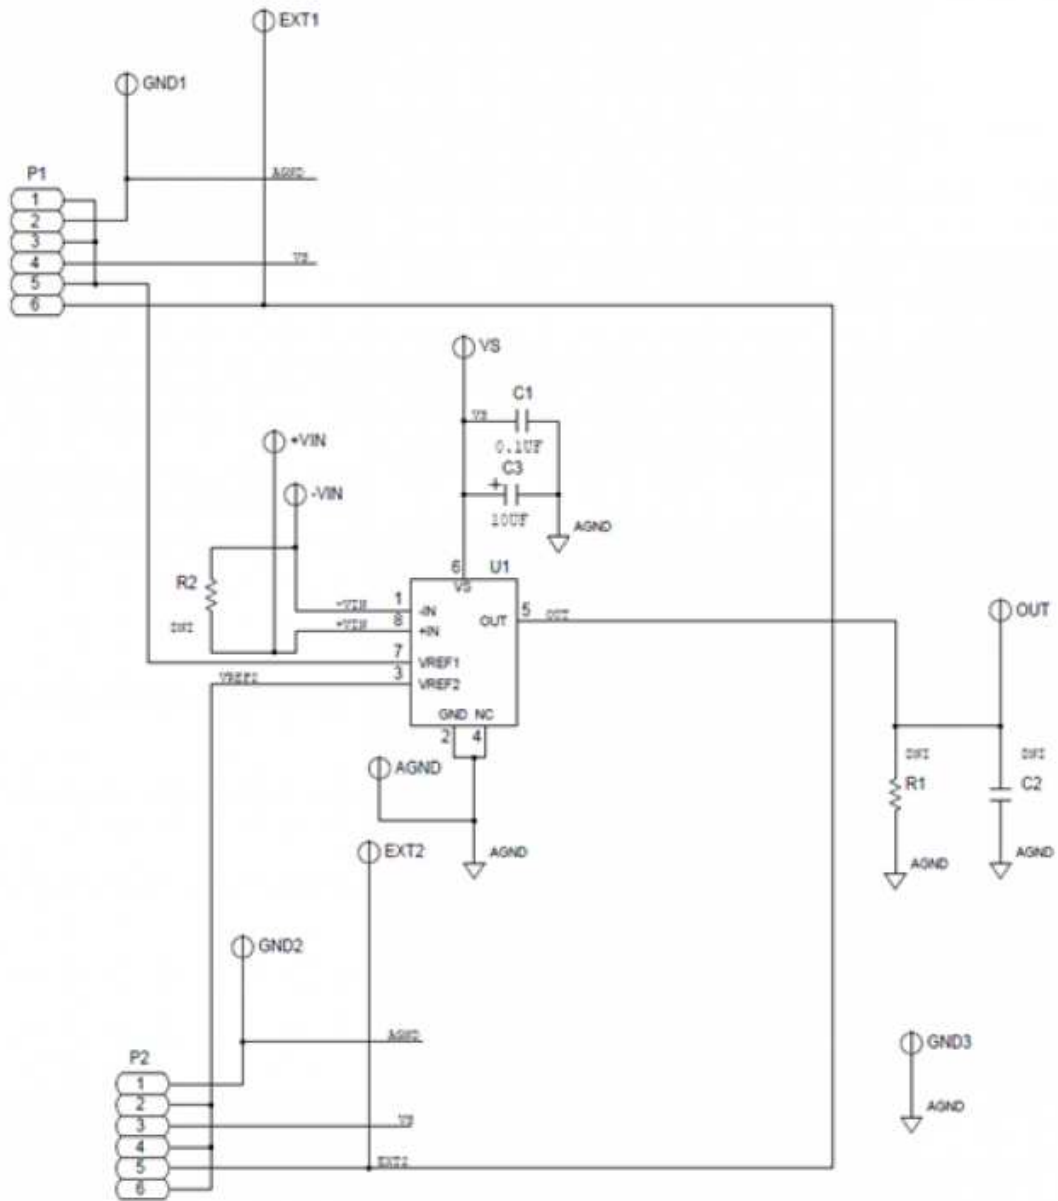 EXT1
GND1
P1
AGND
1
2
3
4
VS
5
6
VS
C1
VS
0.1UF
+VIN
C3
+
-VIN
10UF
AGND
6
U1
R2
VS
-VIN
1
-IN
5
OUT
OUT
DNI
+VIN
8
+IN
OUT
7
VREF1
VREF2
3
VREF2
GND NC
2
4
DNI
DNI
AGND
R1
C2
EXT2
AGND
AGND
AGND
GND2
AGND
GND3
P2
1
2
AGND
3
VS
4
5
EXT2
6